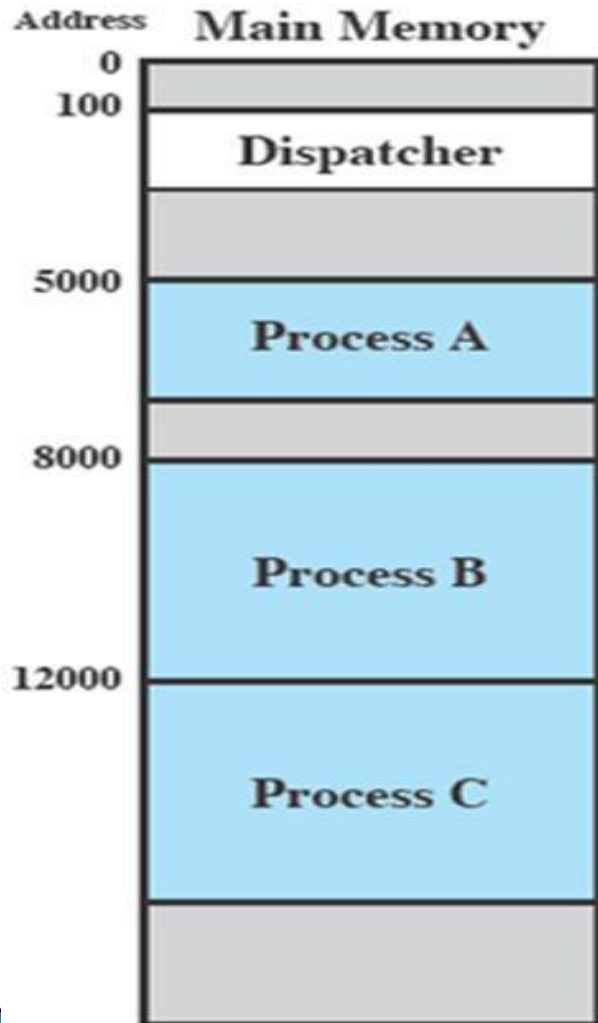 Address Main Memory
0
100
Dispatcher
5000
Process A
8000
Process B
12000
Process C